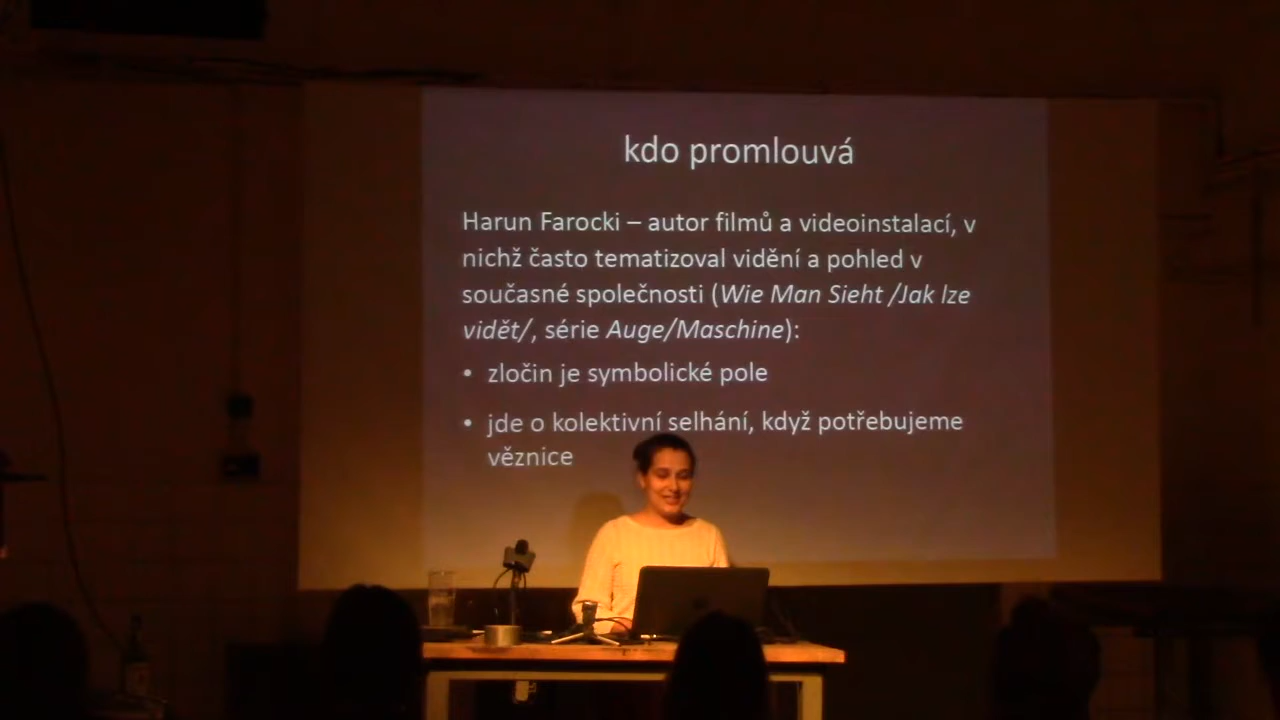 kdo promlouvá
Harun Farocki – autor filmů a videoinstalací, v
nichž často tematizoval vidění a pohled v
současné společnosti (Wie Man Sieht /Jak lze
vidět/, série Auge/Maschine):
• zločin je symbolické pole
• jde o kolektivní selhání, když potřebujeme
věznice